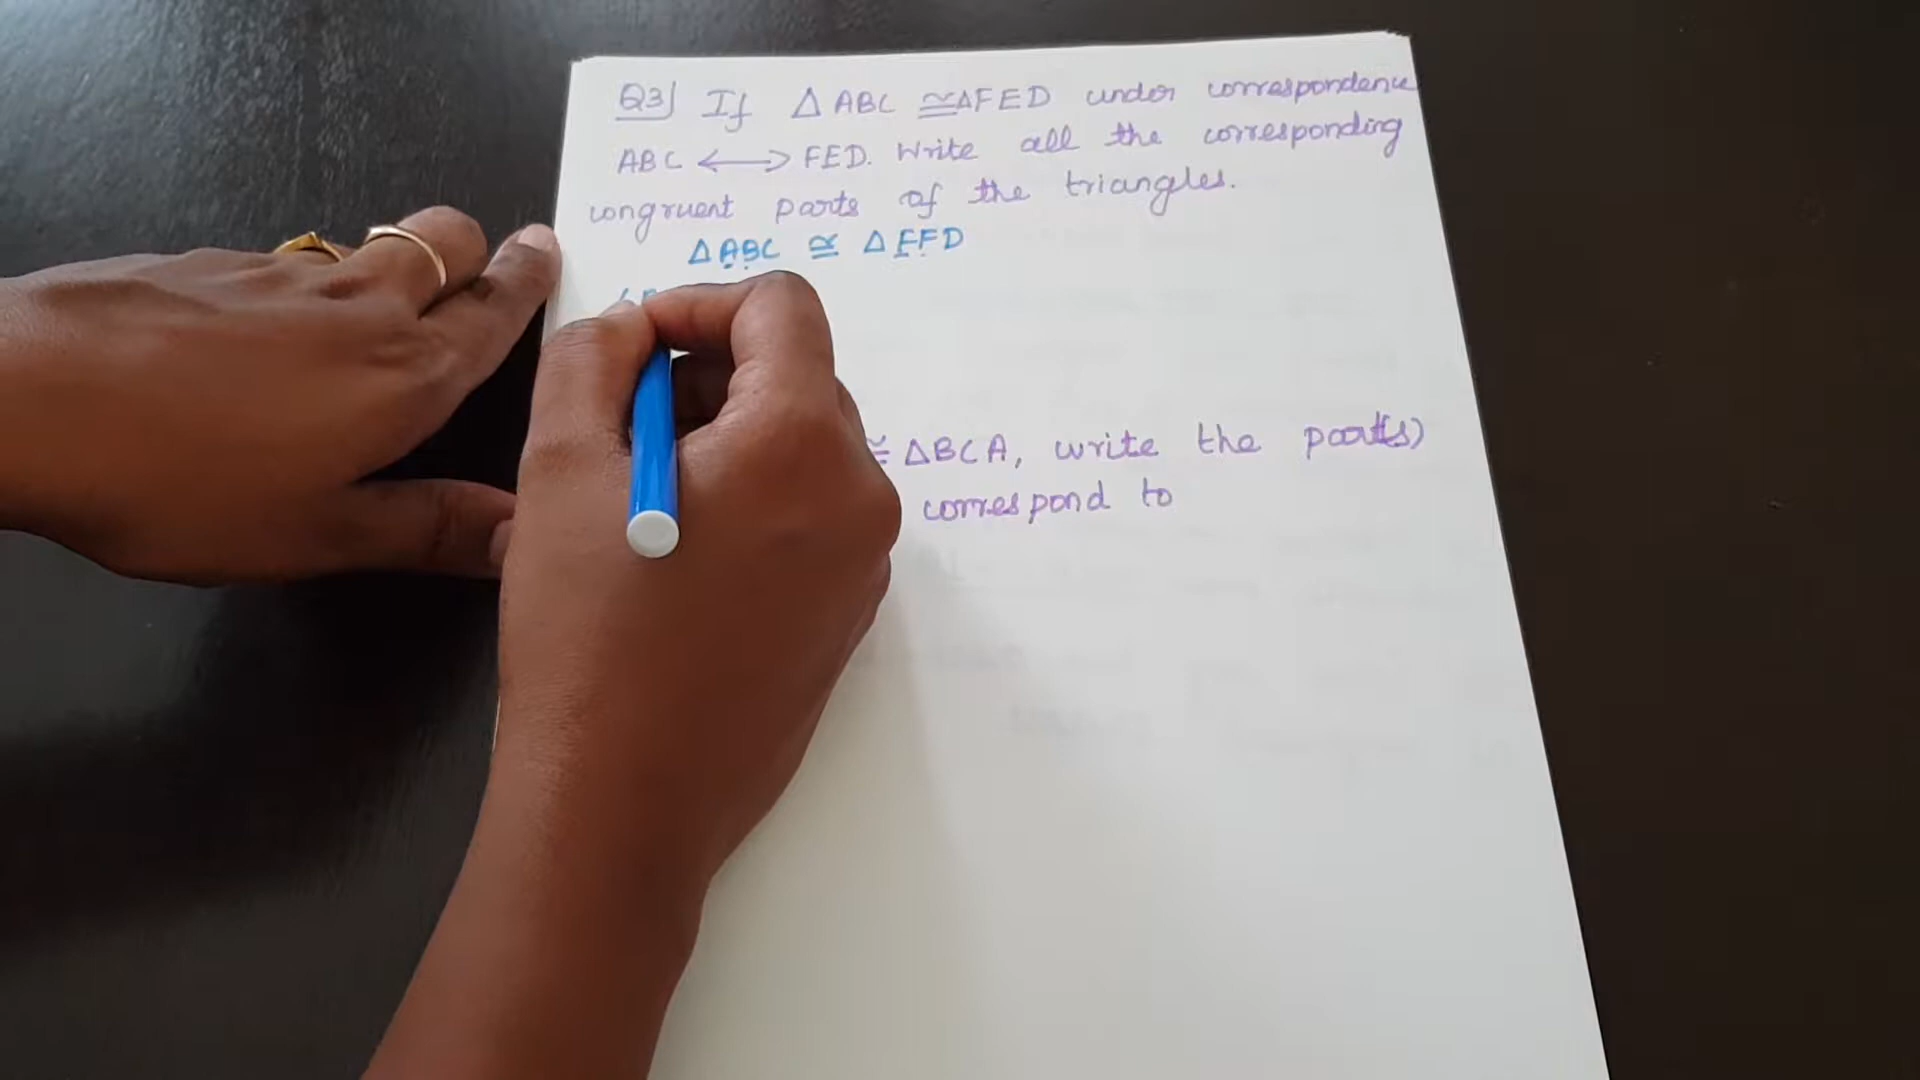 Q3) If △ ABC ≅ △FED under correspondence
ABC ⟷ FED. Write all the corresponding
congruent parts of the triangles.
△ ABC ≅ △ EFD
≅ △BCA, write the part(s)
correspond to